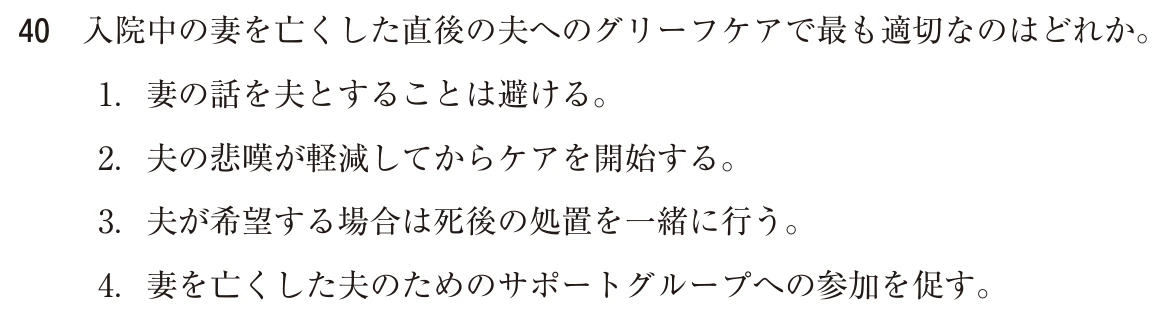 40 入院中の妻を亡くした直後の夫へのグリーフケアで最も適切なのはどれか。
1. 妻の話を夫とすることは避ける。
2. 夫の悲嘆が軽減してからケアを開始する。
3. 夫が希望する場合は死後の処置を一緒に行う。
4. 妻を亡くした夫のためのサポートグループへの参加を促す。